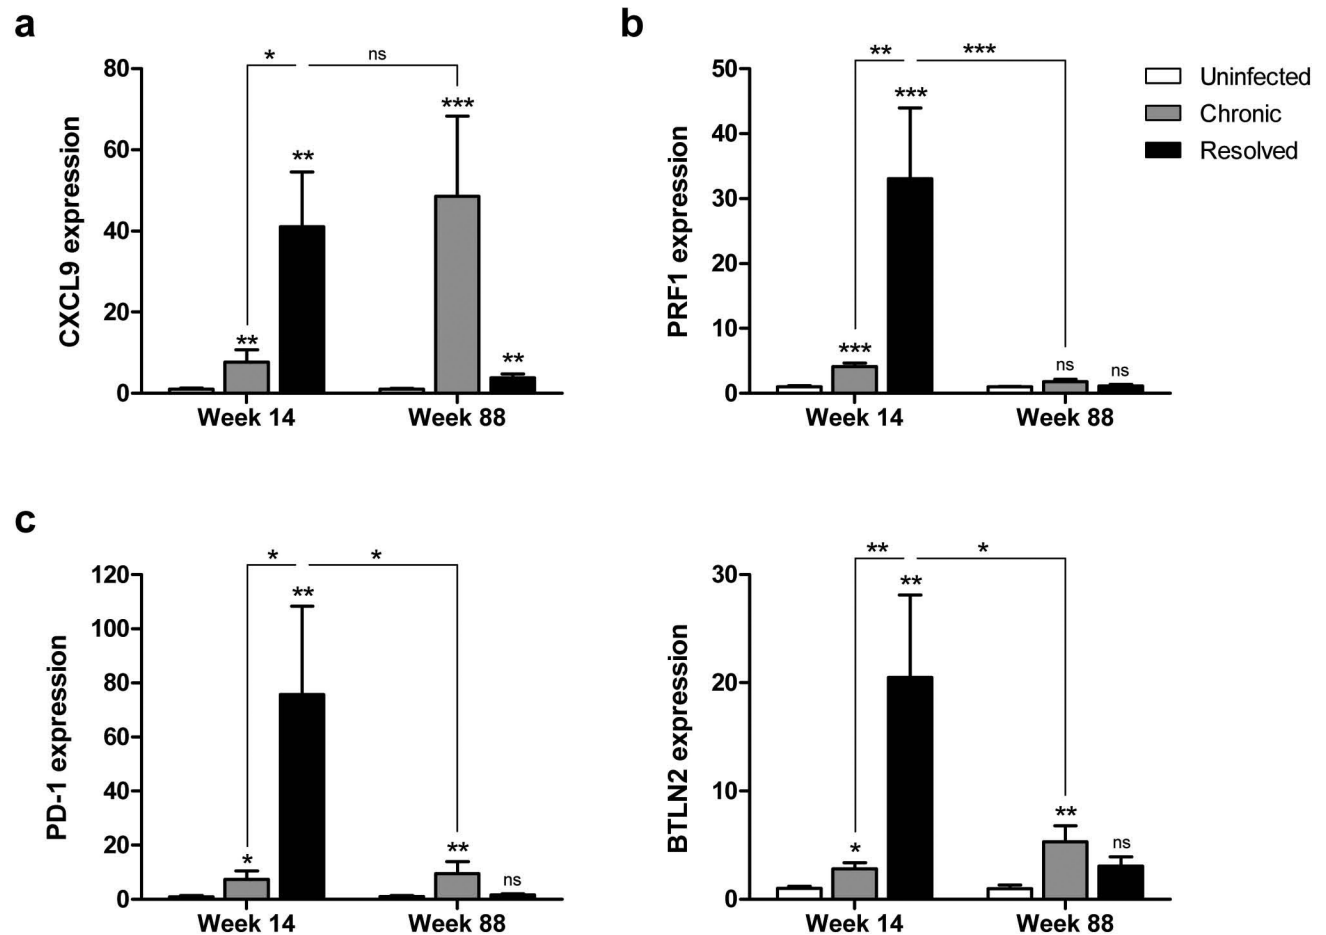 a
* ns
80
60
40
20
0
CXCL9 expression
** ** *** **
Week 14 Week 88
b
** ***
50
40
30
20
10
0
PRF1 expression
*** *** ns ns
Week 14 Week 88
Uninfected
Chronic
Resolved
c
* *
120
100
80
60
40
20
0
PD-1 expression
* ** ** ns
Week 14 Week 88
** *
30
20
10
0
BTLN2 expression
* ** ** ns
Week 14 Week 88